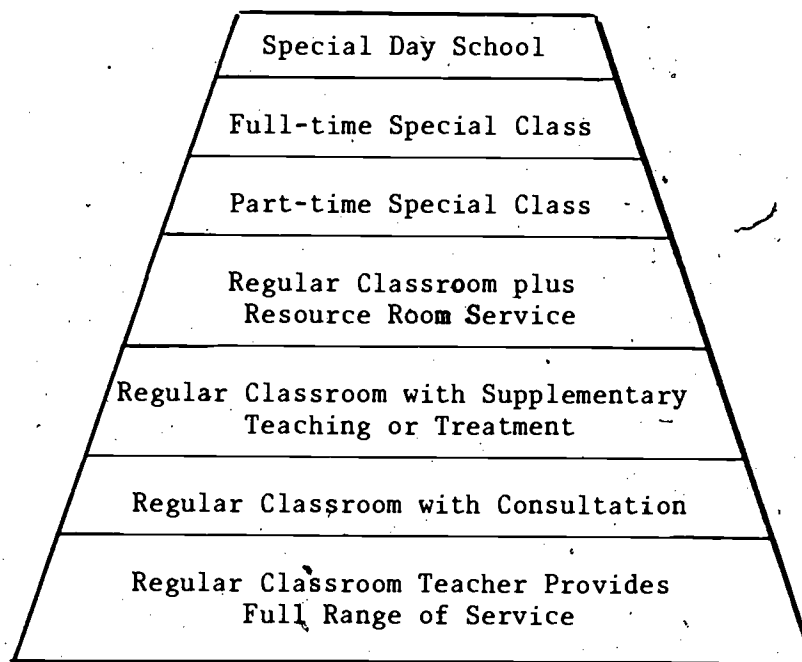 Special Day School
Full-time Special Class
Part-time Special Class
Regular Classroom plus
Resource Room Service
Regular Classroom with Supplementary
Teaching or Treatment
Regular Classroom with Consultation
Regular Classroom Teacher Provides
Full Range of Service